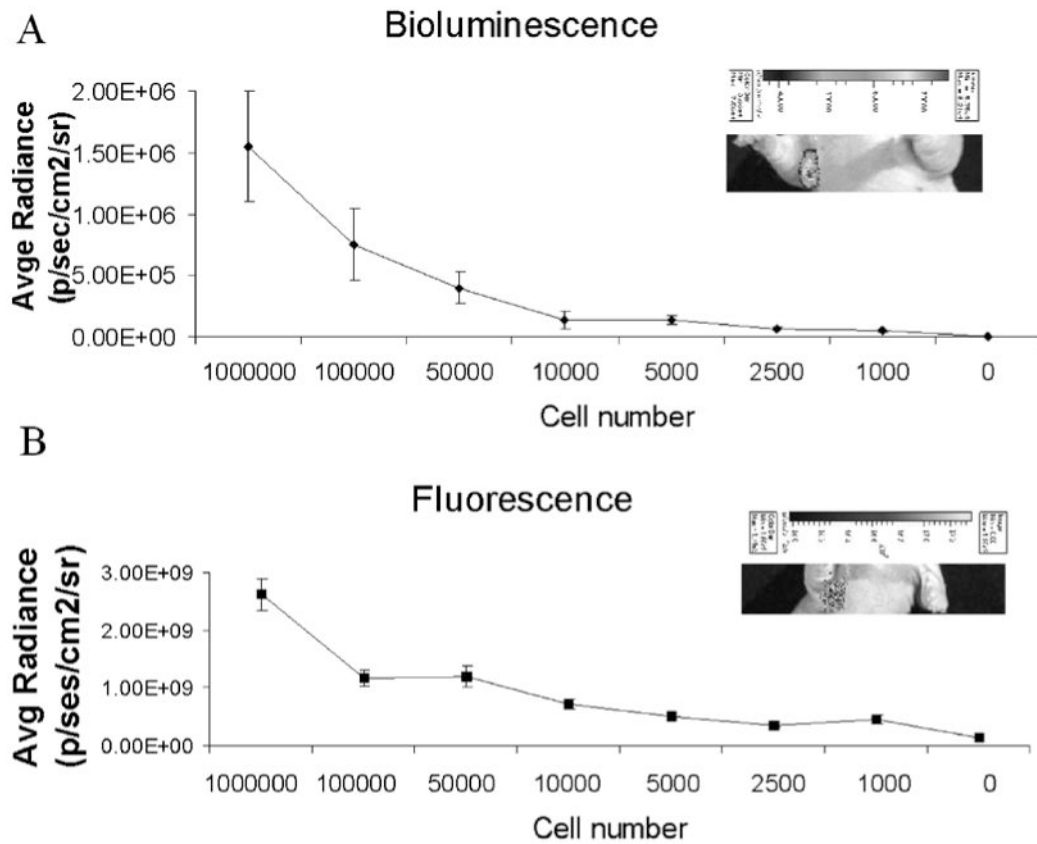 A
Bioluminescence
Avge Radiance
(p/sec/cm2/sr)
2.00E+06
1.50E+06
1.00E+06
5.00E+05
0.00E+00
1000000 100000 50000 10000 5000 2500 1000 0
Cell number
B
Fluorescence
Avg Radiance
(p/ses/cm2/sr)
3.00E+09
2.00E+09
1.00E+09
0.00E+00
1000000 100000 50000 10000 5000 2500 1000 0
Cell number